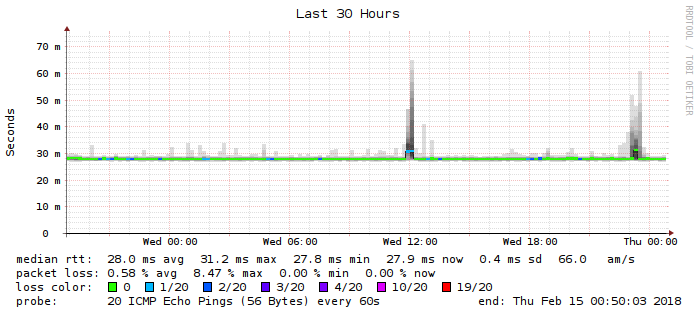 Last 30 Hours
RRDTOOL / TOBI OETIKER
Seconds
70 m
60 m
50 m
40 m
30 m
20 m
10 m
0
Wed 00:00 Wed 06:00 Wed 12:00 Wed 18:00 Thu 00:00
median rtt: 28.0 ms avg 31.2 ms max 27.8 ms min 27.9 ms now 0.4 ms sd 66.0 am/s
packet loss: 0.58 % avg 8.47 % max 0.00 % min 0.00 % now
loss color: 0 1/20 2/20 3/20 4/20 10/20 19/20
probe: 20 ICMP Echo Pings (56 Bytes) every 60s end: Thu Feb 15 00:50:03 2018